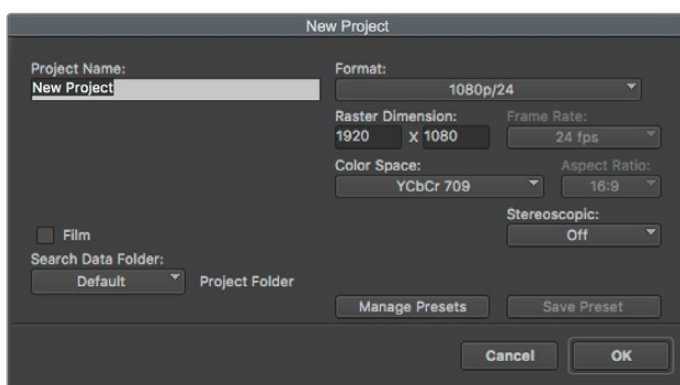 New Project
Project Name:
New Project
Format:
1080p/24
Raster Dimension:
Frame Rate:
1920 x 1080
24 fps
Color Space:
Aspect Ratio:
YCbCr 709
16:9
Stereoscopic:
Film
Off
Search Data Folder:
Default
Project Folder
Manage Presets
Save Preset
Cancel
OK